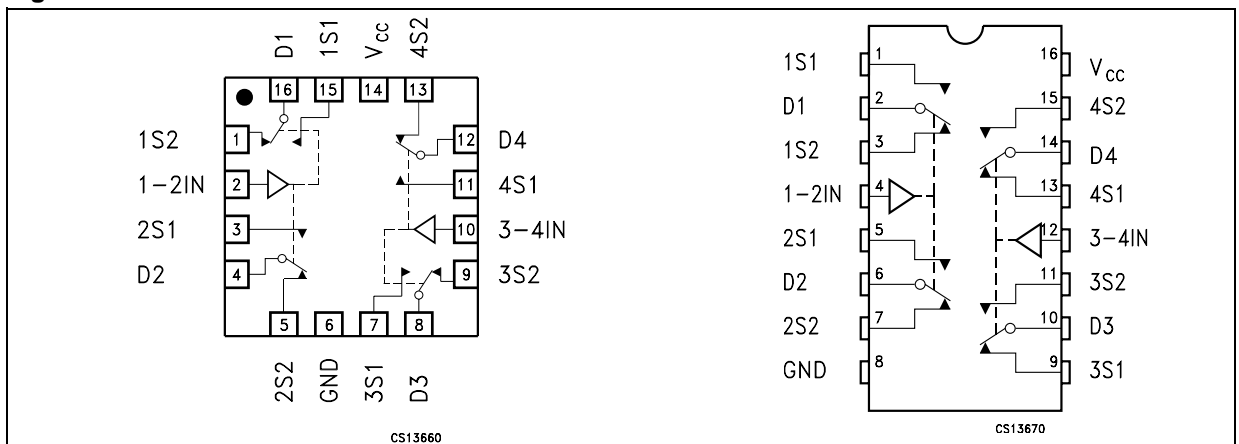 D1
1S1
VCC
4S2
16
15
14
13
1S2
1
12
D4
1-2IN
2
11
4S1
2S1
3
10
3-4IN
D2
4
9
3S2
5
6
7
8
2S2
GND
3S1
D3
CS13660
1S1
1
16
VCC
D1
2
15
4S2
1S2
3
14
D4
1-2IN
4
13
4S1
2S1
5
12
3-4IN
D2
6
11
3S2
2S2
7
10
D3
GND
8
9
3S1
CS13670